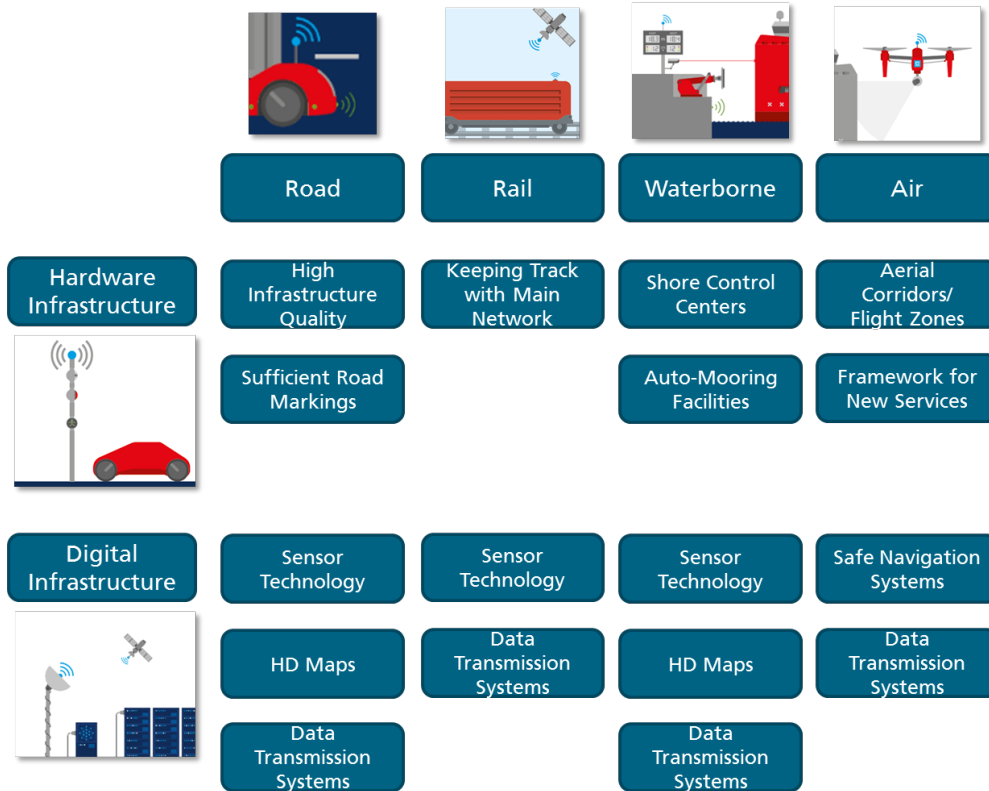 Road
Rail
Waterborne
Air
Hardware
Infrastructure
High
Infrastructure
Quality
Keeping Track
with Main
Network
Shore Control
Centers
Aerial
Corridors/
Flight Zones
Sufficient Road
Markings
Auto-Mooring
Facilities
Framework for
New Services
Digital
Infrastructure
Sensor
Technology
Sensor
Technology
Sensor
Technology
Safe Navigation
Systems
HD Maps
Data
Transmission
Systems
HD Maps
Data
Transmission
Systems
Data
Transmission
Systems
Data
Transmission
Systems